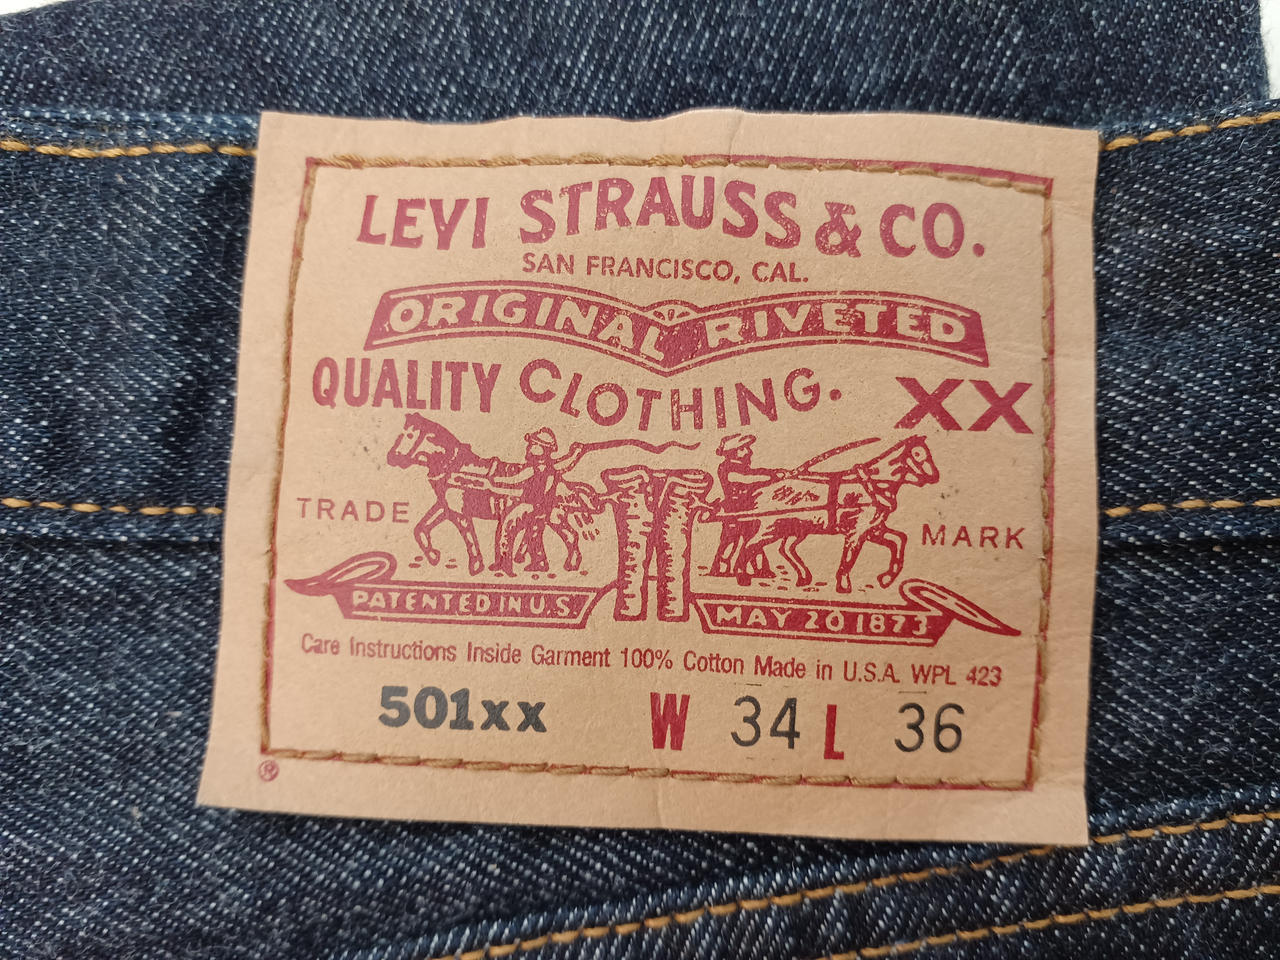 LEVI STRAUSS & CO.
SAN FRANCISCO, CAL.
ORIGINAL RIVETED
QUALITY CLOTHING. XX
TRADE MARK
PATENTED IN U.S. MAY 20 1873
Care Instructions Inside Garment 100% Cotton Made in U.S.A. WPL 423
501xx W 34 L 36
®